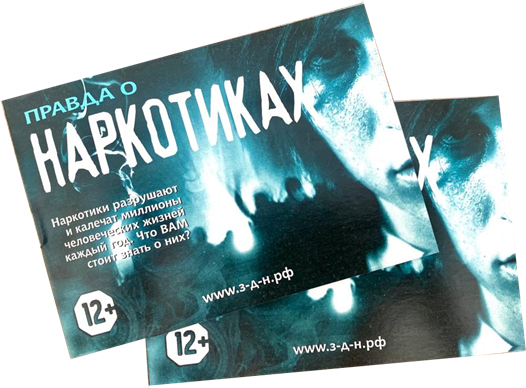 ПРАВДА О
НАРКОТИКАХ
Наркотики разрушают
и калечат миллионы
человеческих жизней
каждый год. Что ВАМ
стоит знать о них?
www.з-д-н.рф
12+
Х
www.з-д-н.рф
12+